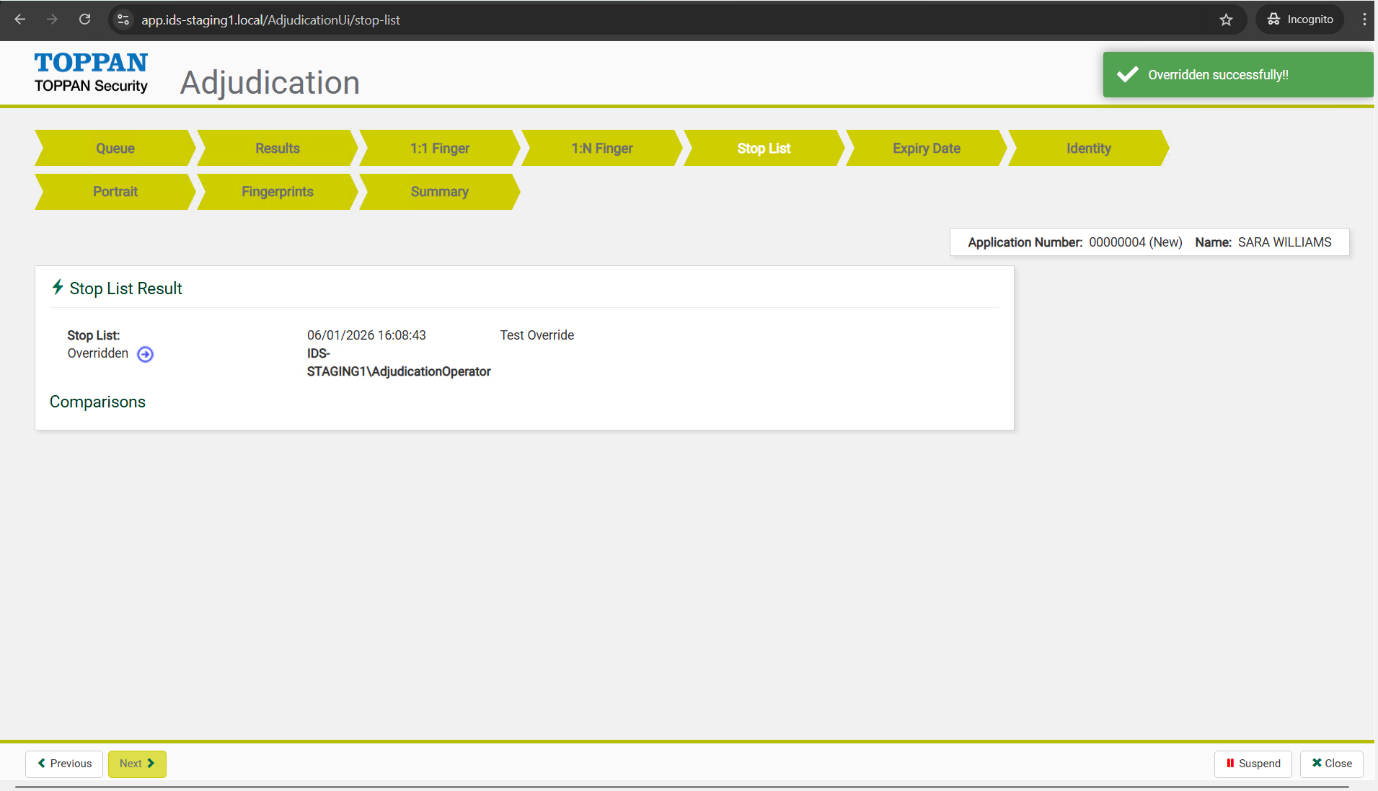 app.ids-staging1.local/AdjudicationUi/stop-list
Incognito
TOPPAN
TOPPAN Security
Adjudication
Overridden successfully!!
Queue
Results
1:1 Finger
1:N Finger
Stop List
Expiry Date
Identity
Portrait
Fingerprints
Summary
Application Number: 00000004 (New) Name: SARA WILLIAMS
Stop List Result
Stop List:
Overridden
06/01/2026 16:08:43
IDS-
STAGING1\AdjudicationOperator
Test Override
Comparisons
Previous
Next
Suspend
Close